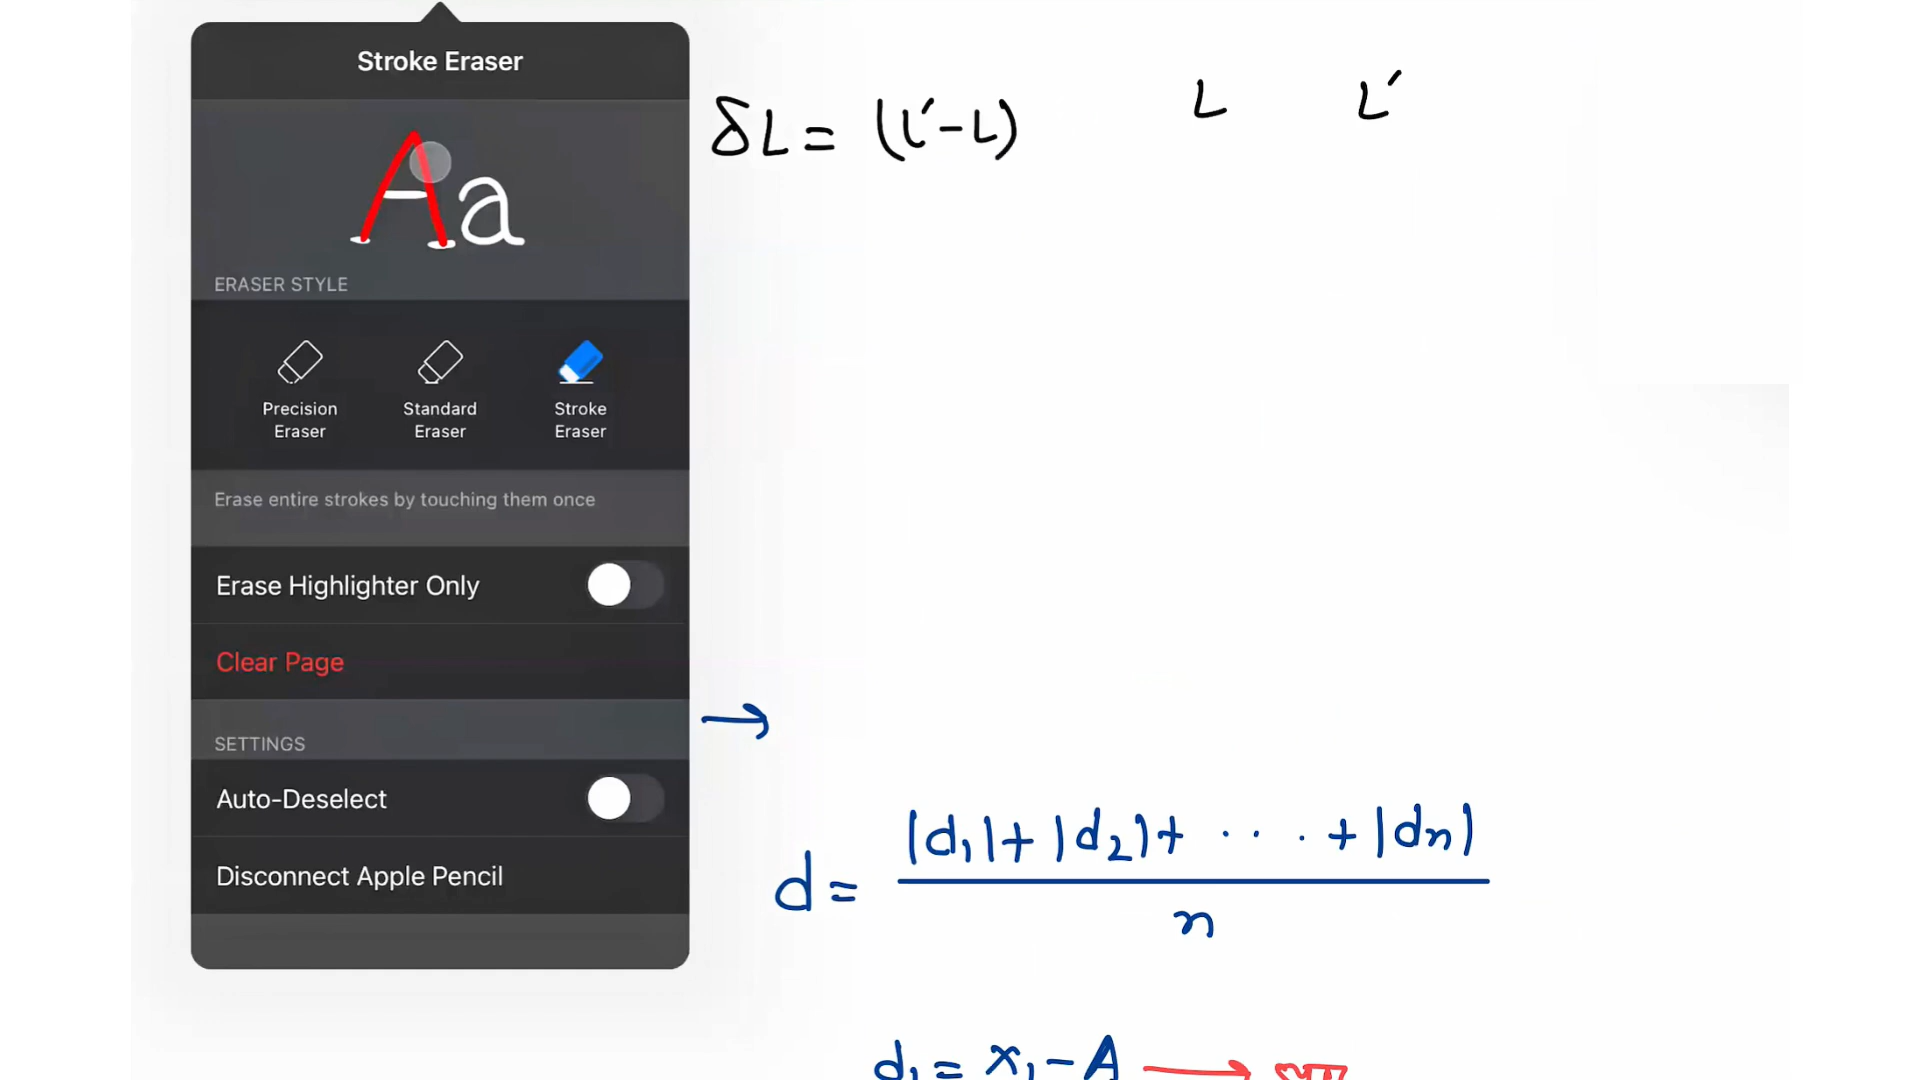 Stroke Eraser
Aa
ERASER STYLE
Precision Eraser
Standard Eraser
Stroke Eraser
Erase entire strokes by touching them once
Erase Highlighter Only
Clear Page
SETTINGS
Auto-Deselect
Disconnect Apple Pencil
δL = (L′-L)
L L′
→
d = (|d₁|+|d₂|+ ···· +|dn|)/n
d₁ = x₁ - A →